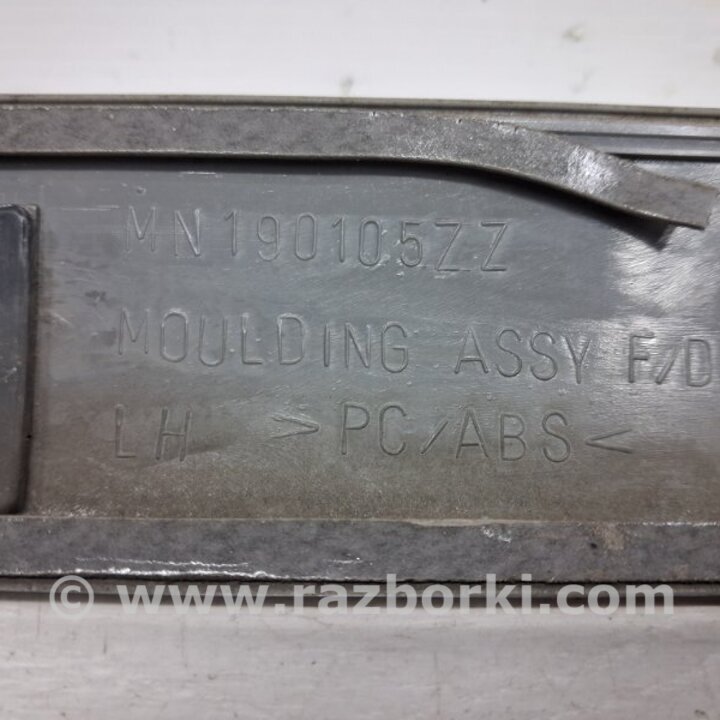 MN190105ZZ
MOULDING ASSY F/D
LH >PC/ABS<
© www.razborki.com